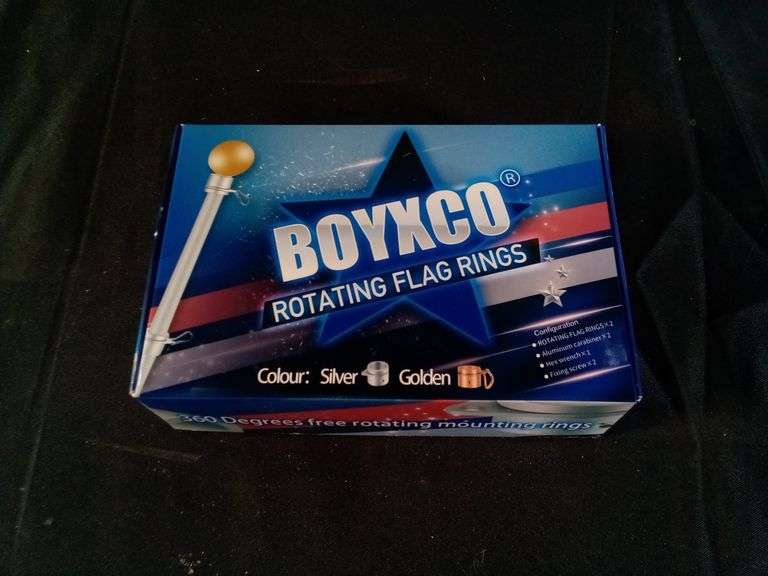 BOYXCO®
ROTATING FLAG RINGS
Configuration
● ROTATING FLAG RINGS×2
● Aluminum carabiner×2
● Hex wrench×1
● Fixing screw×2
Colour: Silver Golden
360 Degrees free rotating mounting rings